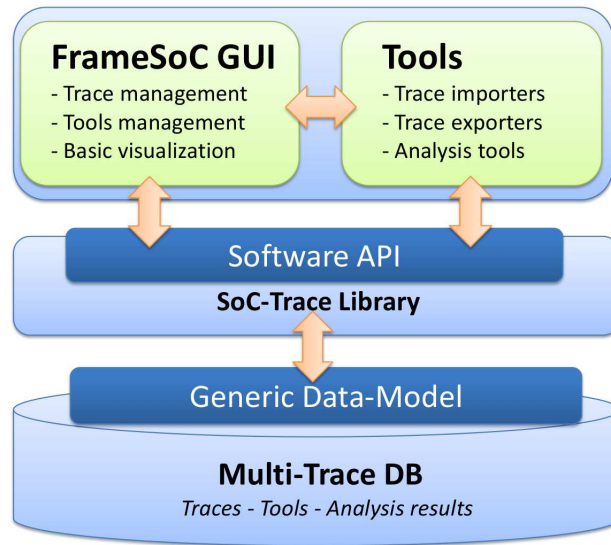 FrameSoC GUI
- Trace management
- Tools management
- Basic visualization
Tools
- Trace importers
- Trace exporters
- Analysis tools
Software API
SoC-Trace Library
Generic Data-Model
Multi-Trace DB
Traces - Tools - Analysis results